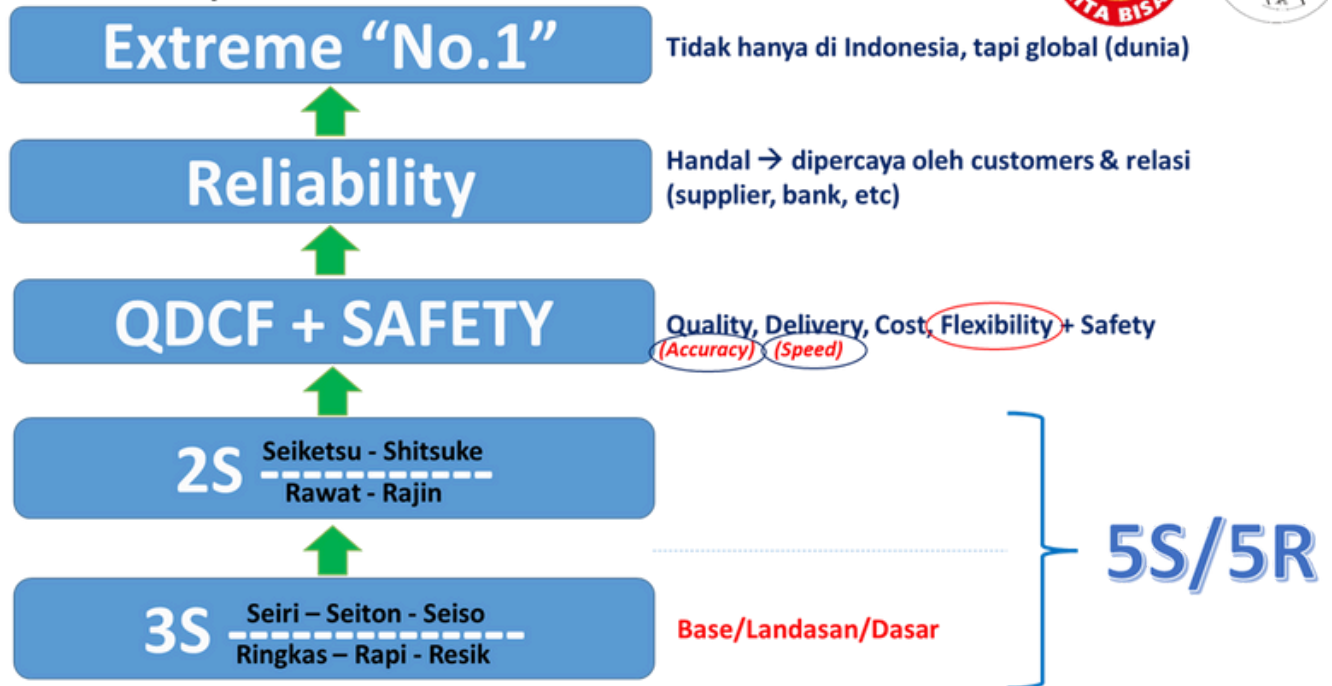 Extreme “No.1”
Tidak hanya di Indonesia, tapi global (dunia)
Reliability
Handal → dipercaya oleh customers & relasi
(supplier, bank, etc)
QDCF + SAFETY
Quality, Delivery, Cost, Flexibility + Safety
(Accuracy) (Speed)
2S
Seiketsu - Shitsuke
Rawat - Rajin
5S/5R
3S
Seiri – Seiton - Seiso
Ringkas – Rapi - Resik
Base/Landasan/Dasar
BISA